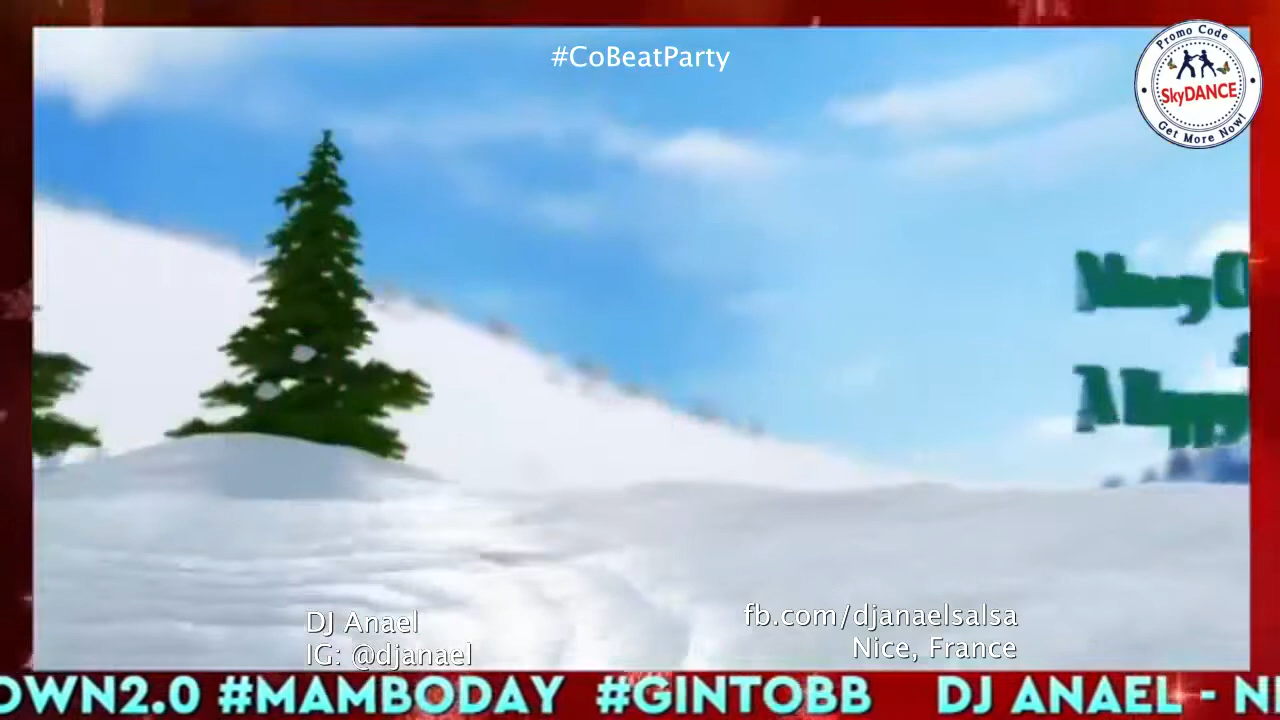 #CoBeatParty
Promo Code
SkyDANCE
Get More Now!
DJ Anael
IG: @djanael
fb.com/djanaelsalsa
Nice, France
OWN2.0 #MAMBODAY #GINTOBB DJ ANAEL - NI